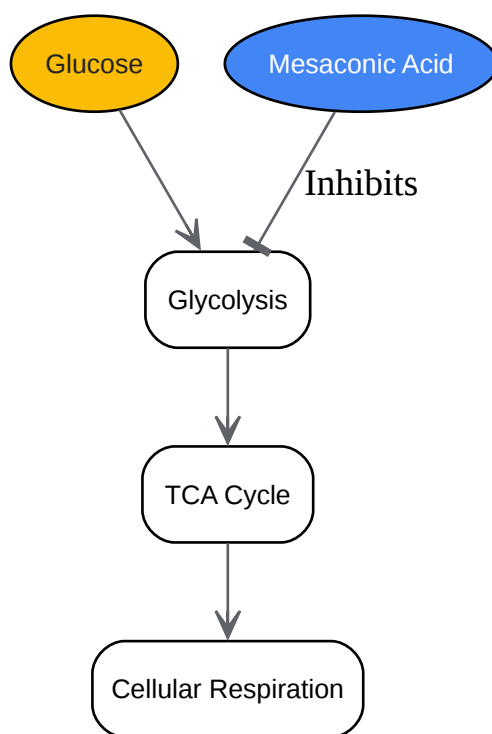 Glucose
Mesaconic Acid
Inhibits
Glycolysis
TCA Cycle
Cellular Respiration